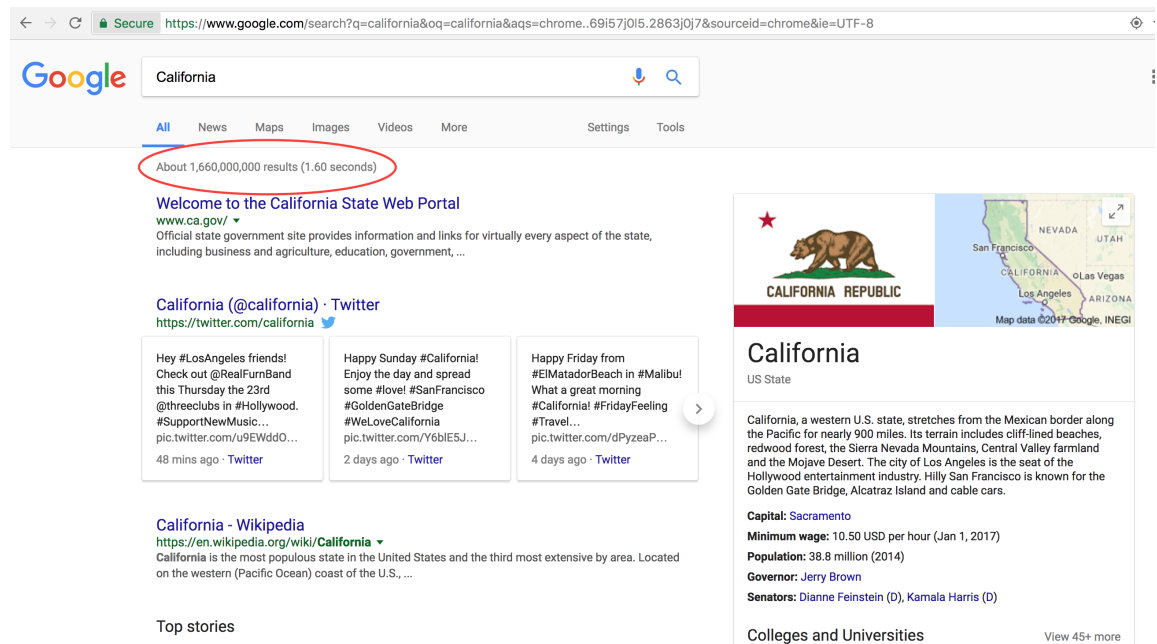 Secure https://www.google.com/search?q=california&oq=california&aqs=chrome..69i57j0l5.2863j0j7&sourceid=chrome&ie=UTF-8
Google
California
All News Maps Images Videos More Settings Tools
About 1,660,000,000 results (1.60 seconds)
Welcome to the California State Web Portal
www.ca.gov/
Official state government site provides information and links for virtually every aspect of the state,
including business and agriculture, education, government, ...
California (@california) · Twitter
https://twitter.com/california
Hey #LosAngeles friends!
Check out @RealFurnBand
this Thursday the 23rd
@threeclubs in #Hollywood.
#SupportNewMusic…
pic.twitter.com/u9EWddO…
48 mins ago · Twitter
Happy Sunday #California!
Enjoy the day and spread
some #love! #SanFrancisco
#GoldenGateBridge
#WeLoveCalifornia
pic.twitter.com/Y6blE5J…
2 days ago · Twitter
Happy Friday from
#ElMatadorBeach in #Malibu!
What a great morning
#California! #FridayFeeling
#Travel…
pic.twitter.com/dPyzeaP…
4 days ago · Twitter
California - Wikipedia
https://en.wikipedia.org/wiki/California
California is the most populous state in the United States and the third most extensive by area. Located
on the western (Pacific Ocean) coast of the U.S., ...
Top stories
CALIFORNIA REPUBLIC
NEVADA
UTAH
San Francisco
CALIFORNIA
Las Vegas
Los Angeles
ARIZONA
Map data ©2017 Google, INEGI
California
US State
California, a western U.S. state, stretches from the Mexican border along
the Pacific for nearly 900 miles. Its terrain includes cliff-lined beaches,
redwood forest, the Sierra Nevada Mountains, Central Valley farmland
and the Mojave Desert. The city of Los Angeles is the seat of the
Hollywood entertainment industry. Hilly San Francisco is known for the
Golden Gate Bridge, Alcatraz Island and cable cars.
Capital: Sacramento
Minimum wage: 10.50 USD per hour (Jan 1, 2017)
Population: 38.8 million (2014)
Governor: Jerry Brown
Senators: Dianne Feinstein (D), Kamala Harris (D)
Colleges and Universities
View 45+ more